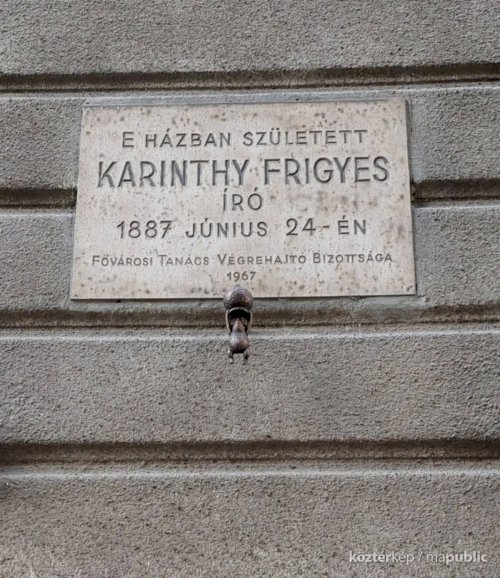 E HÁZBAN SZÜLETETT
KARINTHY FRIGYES
ÍRÓ
1887 JÚNIUS 24-ÉN
FŐVÁROSI TANÁCS VÉGREHAJTÓ BIZOTTSÁGA
1967
köztérkép / mapublic